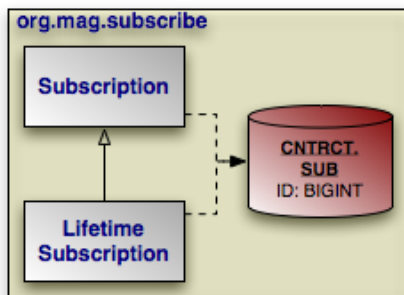 org.mag.subscribe
Subscription
CNTRCT.
SUB
ID: BIGINT
Lifetime
Subscription